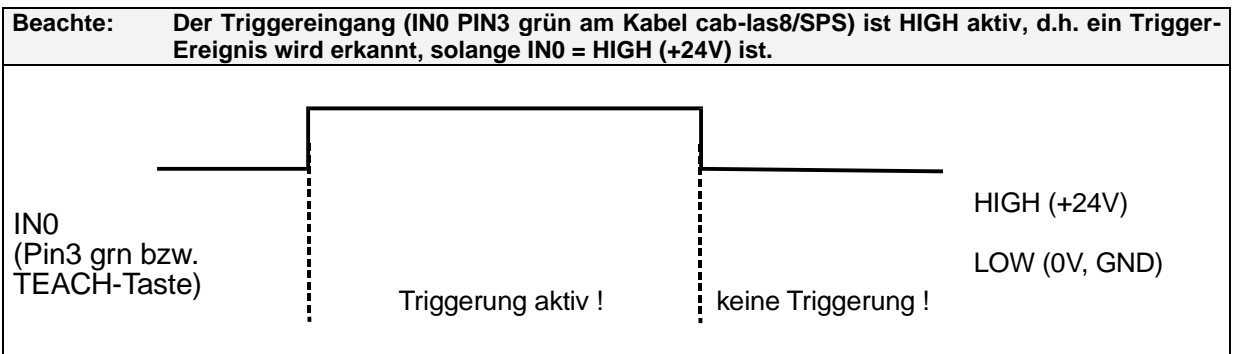 Beachte: Der Triggereingang (IN0 PIN3 grün am Kabel cab-las8/SPS) ist HIGH aktiv, d.h. ein Trigger-
Ereignis wird erkannt, solange IN0 = HIGH (+24V) ist.
HIGH (+24V)
IN0
(Pin3 grn bzw.
LOW (0V, GND)
TEACH-Taste)
Triggerung aktiv !
keine Triggerung !